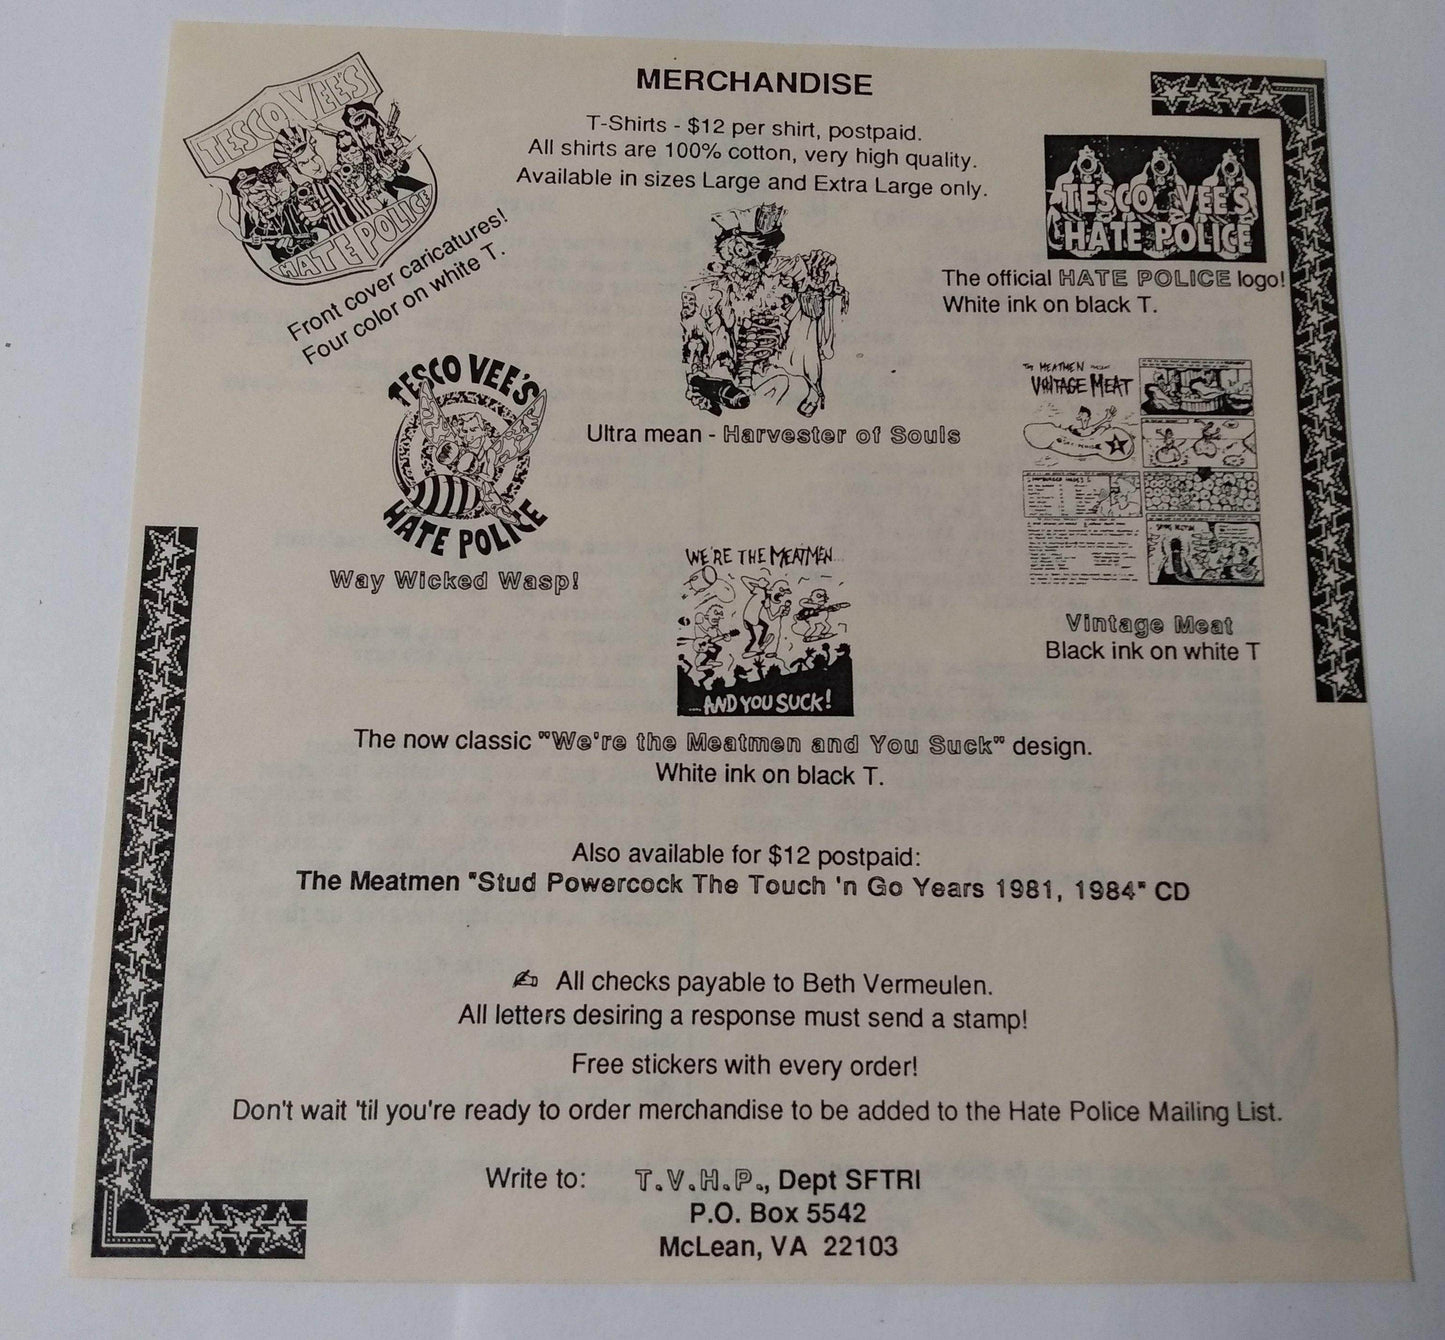 MERCHANDISE
T-Shirts - $12 per shirt, postpaid.
All shirts are 100% cotton, very high quality.
Available in sizes Large and Extra Large only.
TESCO VEE'S
HATE POLICE
Front cover caricatures!
Four color on white T.
TESCO VEE'S
HATE POLICE
The official HATE POLICE logo!
White ink on black T.
Ultra mean - Harvester of Souls
TESCO VEE'S
HATE POLICE
Way Wicked Wasp!
THE MEATMEN
VINTAGE MEAT
Vintage Meat
Black ink on white T
WE'RE THE MEATMEN...
...AND YOU SUCK!
The now classic "We're the Meatmen and You Suck" design.
White ink on black T.
Also available for $12 postpaid:
The Meatmen "Stud Powercock The Touch 'n Go Years 1981, 1984" CD
✍ All checks payable to Beth Vermeulen.
All letters desiring a response must send a stamp!
Free stickers with every order!
Don't wait 'til you're ready to order merchandise to be added to the Hate Police Mailing List.
Write to: T.V.H.P., Dept SFTRI
P.O. Box 5542
McLean, VA 22103